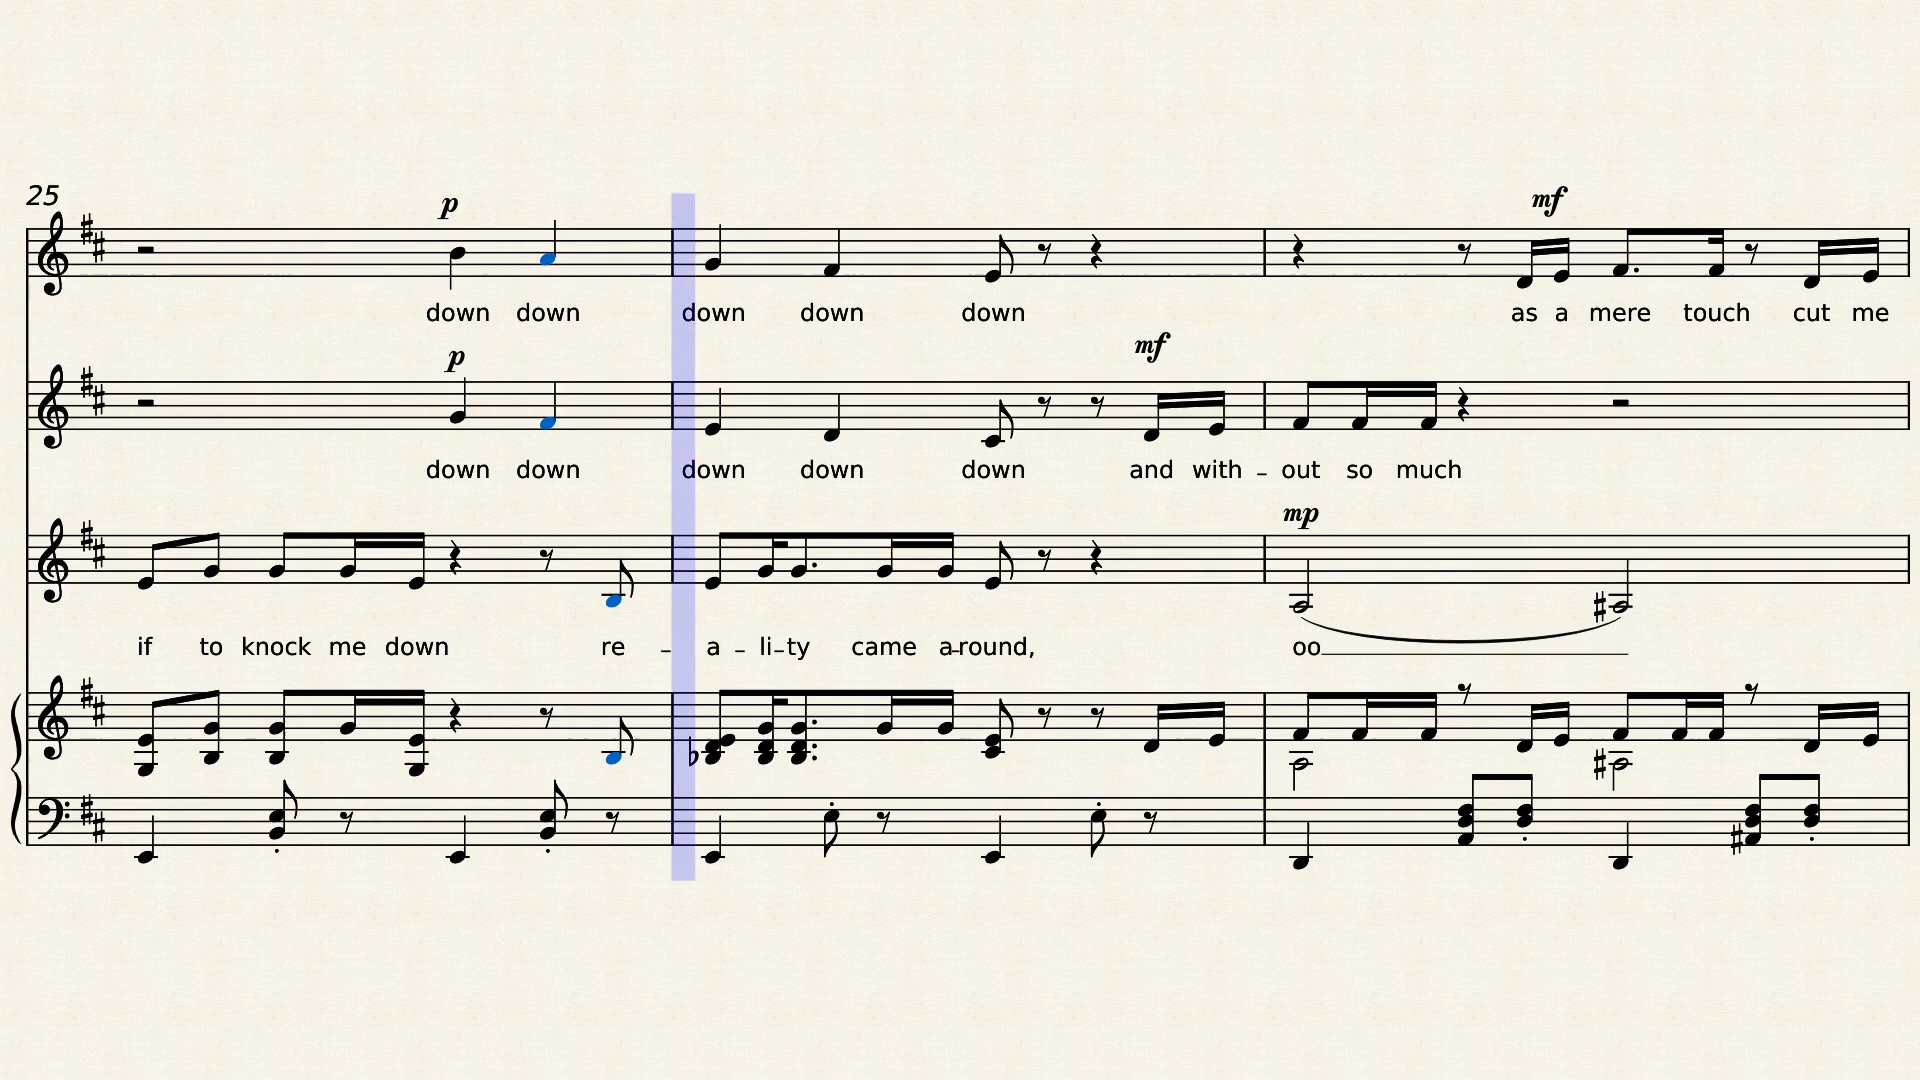 25
p
mf
down down down down down as a mere touch cut me
p
mf
down down down down down and with - out so much
mp
if to knock me down re - a - li - ty came a - round, oo